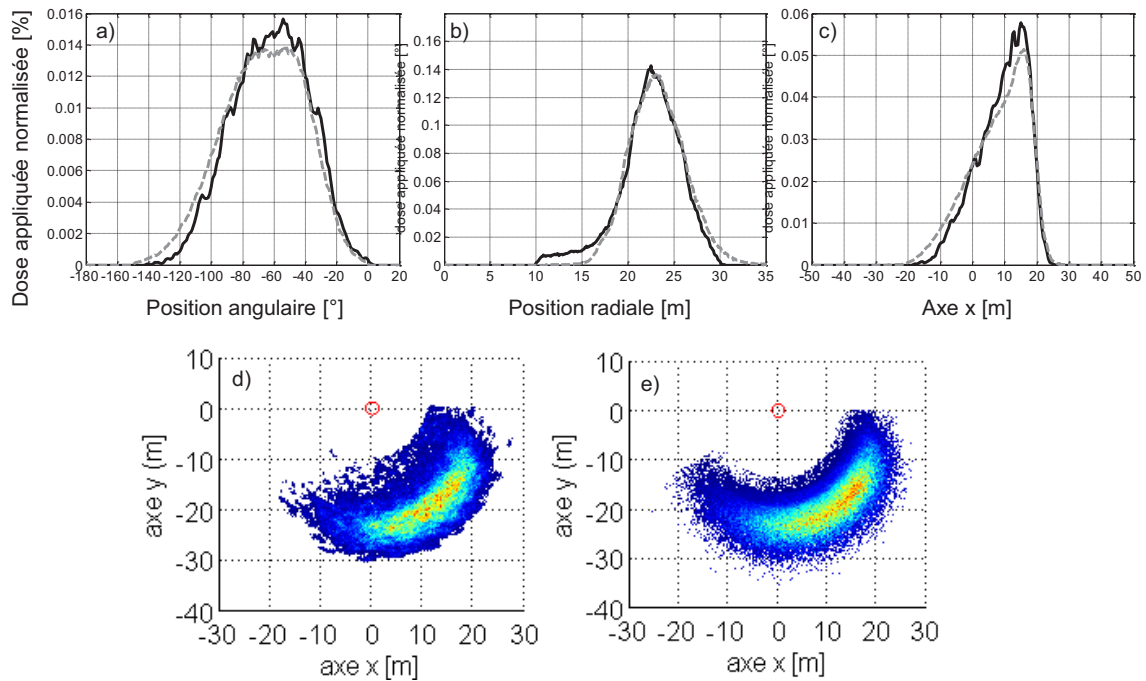 Dose appliquée normalisée [%]
a)
0.016
0.014
0.012
0.01
0.008
0.006
0.004
0.002
0
-180 -160 -140 -120 -100 -80 -60 -40 -20 0 20
Position angulaire [°]
dose appliquée normalisée [°]
b)
0.16
0.14
0.12
0.1
0.08
0.06
0.04
0.02
0
0 5 10 15 20 25 30 35
Position radiale [m]
dose appliquée normalisée [°]
c)
0.06
0.05
0.04
0.03
0.02
0.01
0
-50 -40 -30 -20 -10 0 10 20 30 40 50
Axe x [m]
d)
axe y (m)
10
0
-10
-20
-30
-40
-30 -20 -10 0 10 20 30
axe x [m]
e)
axe y (m)
10
0
-10
-20
-30
-40
-30 -20 -10 0 10 20 30
axe x [m]